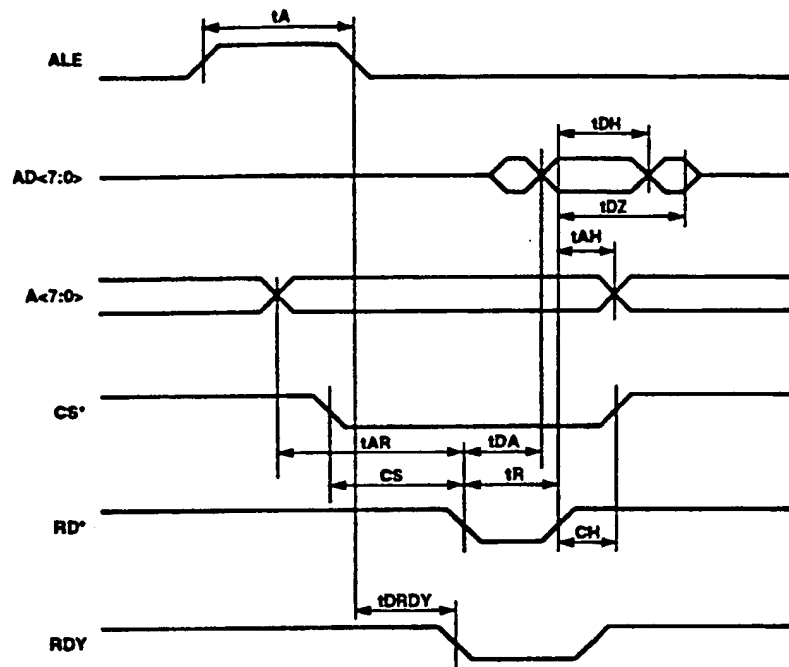 tA
ALE
tDH
AD<7:0>
tDZ
tAH
A<7:0>
CS*
tAR
tDA
CS
tR
RD*
CH
tDRDY
RDY